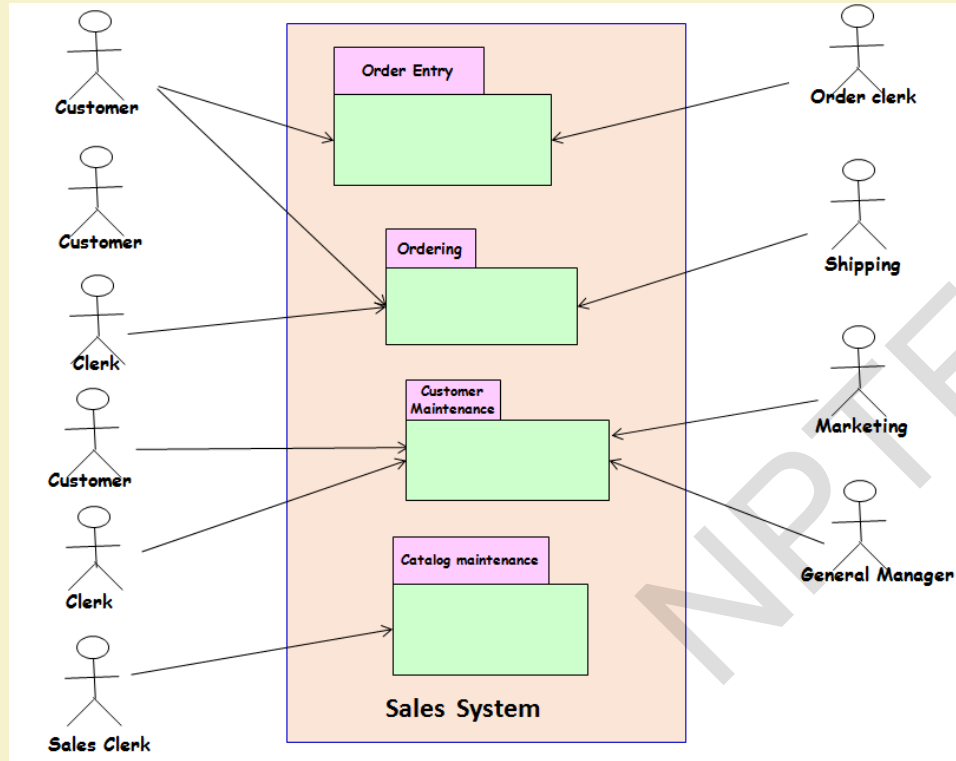 Customer
Order Entry
Order clerk
Customer
Ordering
Shipping
Clerk
Customer
Maintenance
Marketing
Customer
Catalog maintenance
General Manager
Clerk
Sales System
Sales Clerk